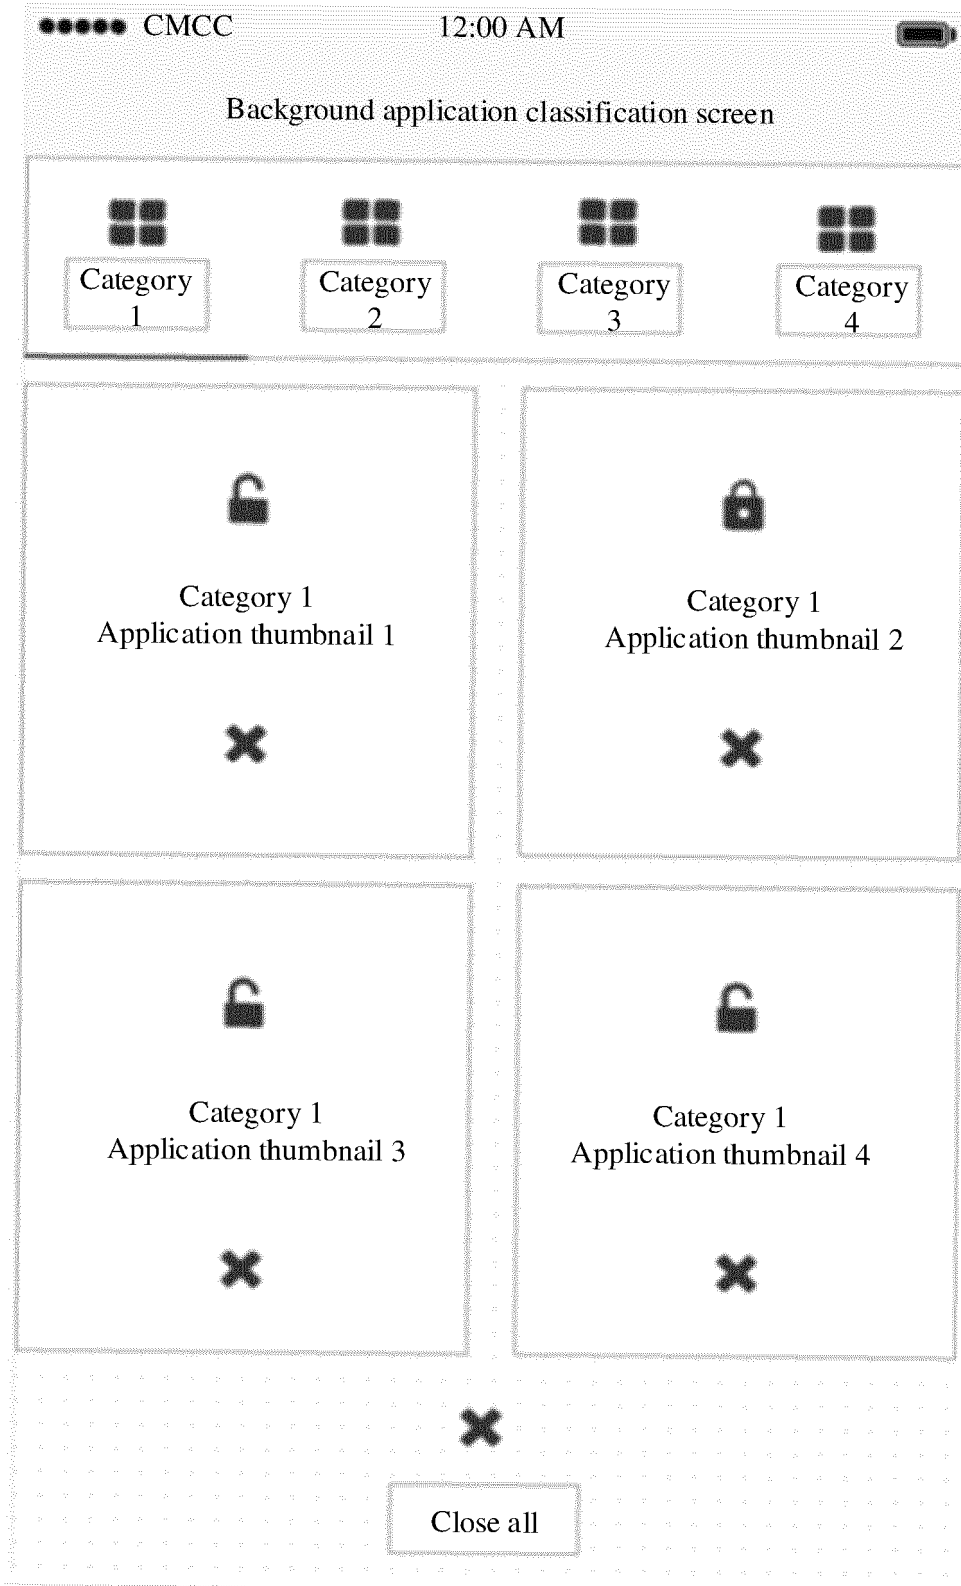 CMCC 12:00 AM
Background application classification screen
Category
1
Category
2
Category
3
Category
4
Category 1
Application thumbnail 1
Category 1
Application thumbnail 2
Category 1
Application thumbnail 3
Category 1
Application thumbnail 4
Close all